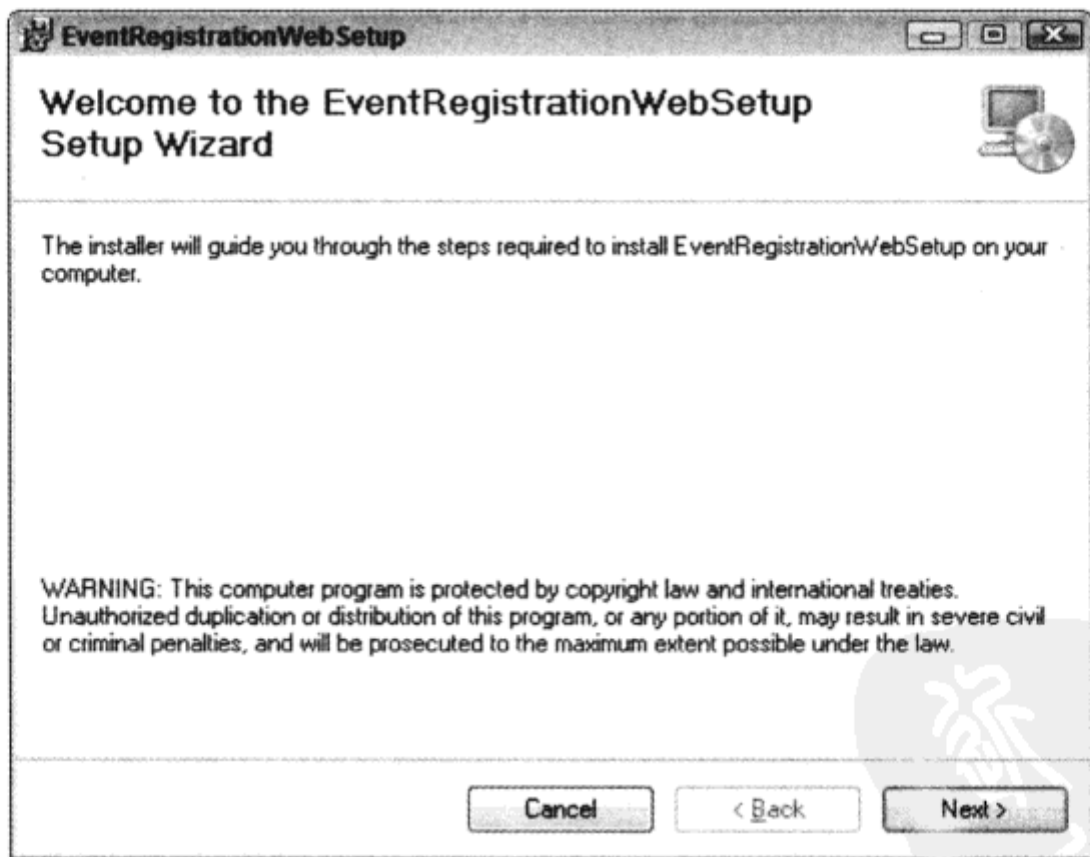 EventRegistrationWebSetup
Welcome to the EventRegistrationWebSetup
Setup Wizard
The installer will guide you through the steps required to install EventRegistrationWebSetup on your
computer.
WARNING: This computer program is protected by copyright law and international treaties.
Unauthorized duplication or distribution of this program, or any portion of it, may result in severe civil
or criminal penalties, and will be prosecuted to the maximum extent possible under the law.
Cancel
< Back
Next >